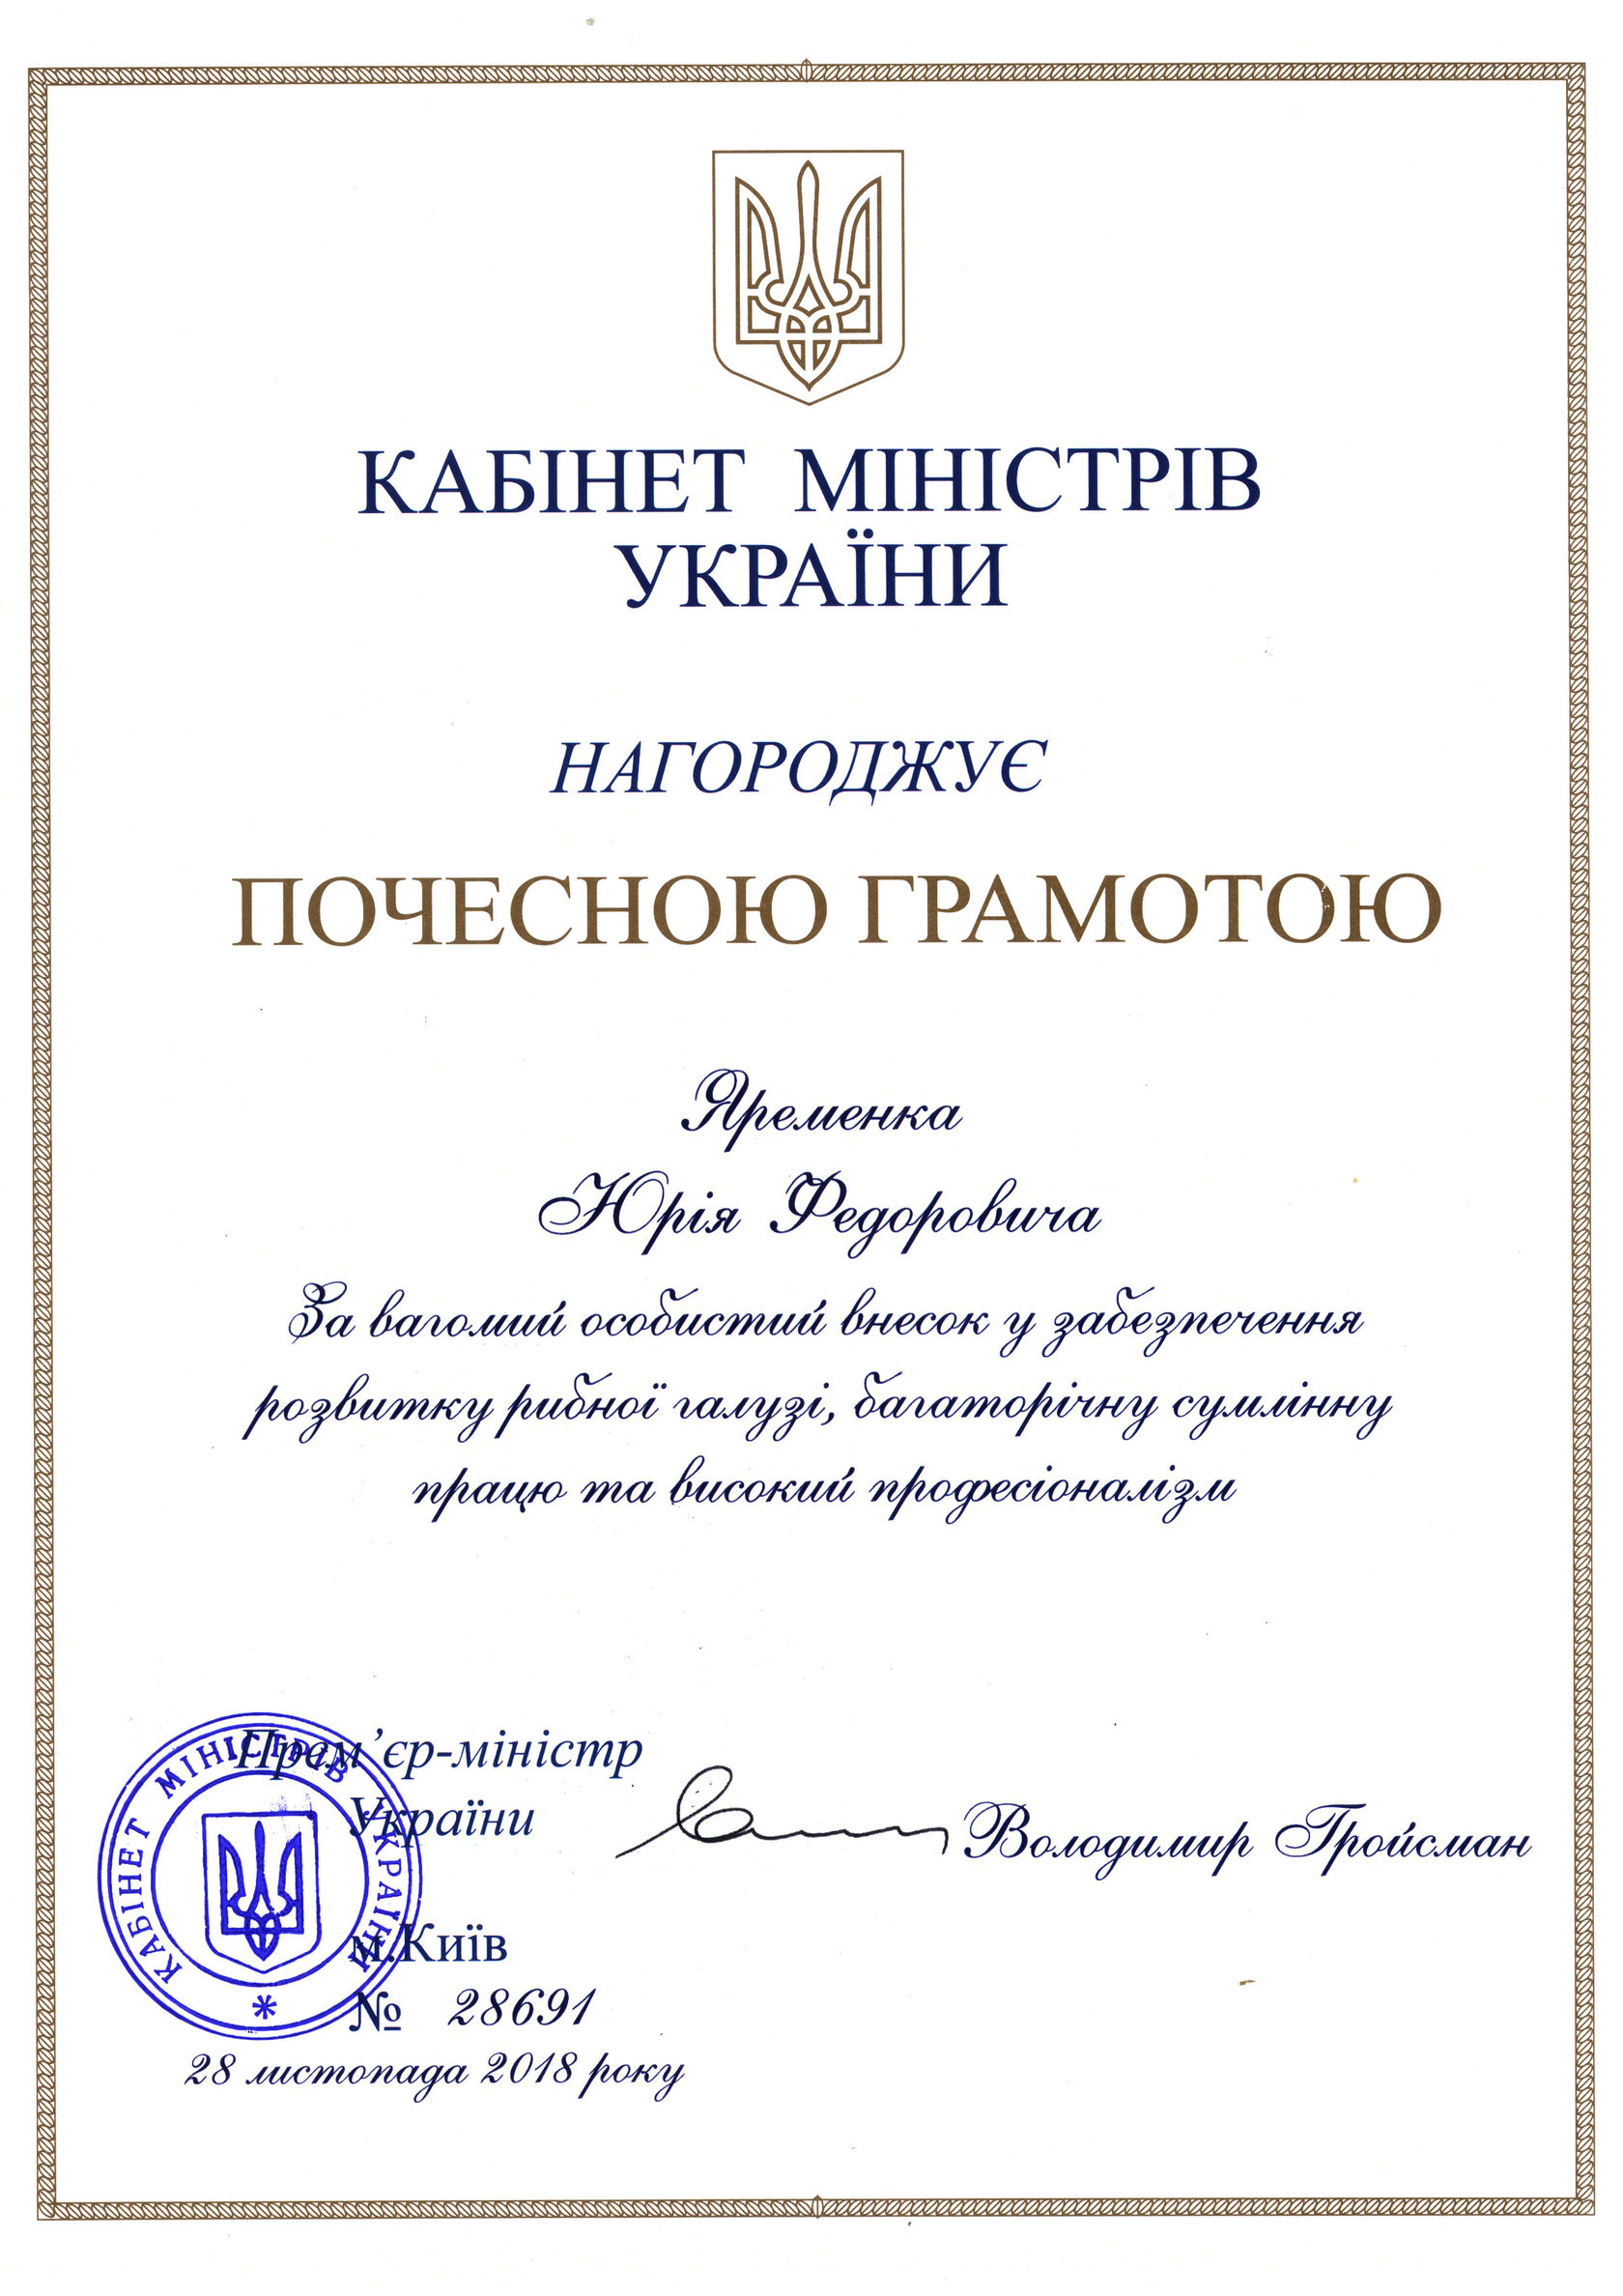 КАБІНЕТ МІНІСТРІВ
УКРАЇНИ
НАГОРОДЖУЄ
ПОЧЕСНОЮ ГРАМОТОЮ
Яременка
Юрія Федоровича
За вагомий особистий внесок у забезпечення
розвитку рибної галузі, багаторічну сумлінну
працю та високий професіоналізм
Прем’єр-міністр
України
Володимир Гройсман
КАБІНЕТ МІНІСТРІВ УКРАЇНИ
м.Київ
№ 28691
28 листопада 2018 року